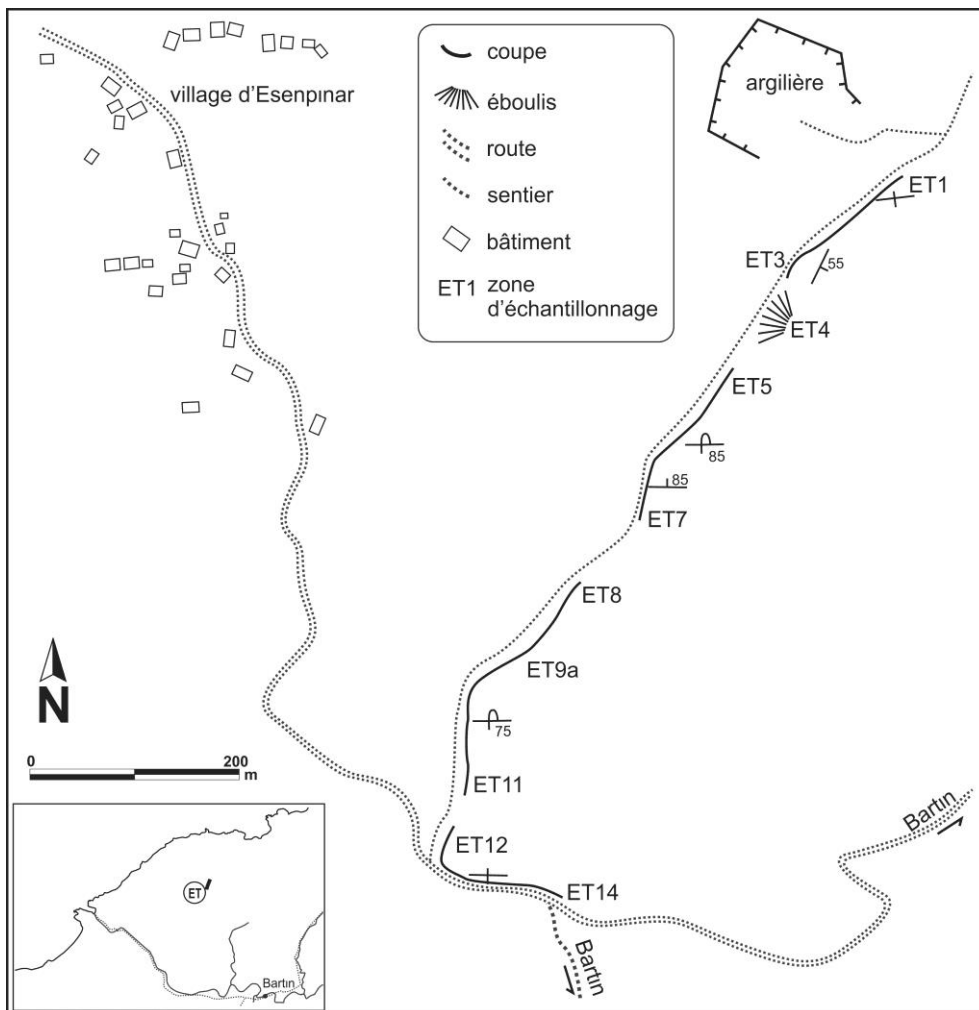 village d'Esenpınar
coupe
éboulis
route
sentier
bâtiment
ET1 zone
d'échantillonnage
argilière
ET1
ET3
55
ET4
ET5
85
85
ET7
ET8
ET9a
75
ET11
ET12
ET14
N
0 200
m
Bartın
Bartın
ET
Bartın